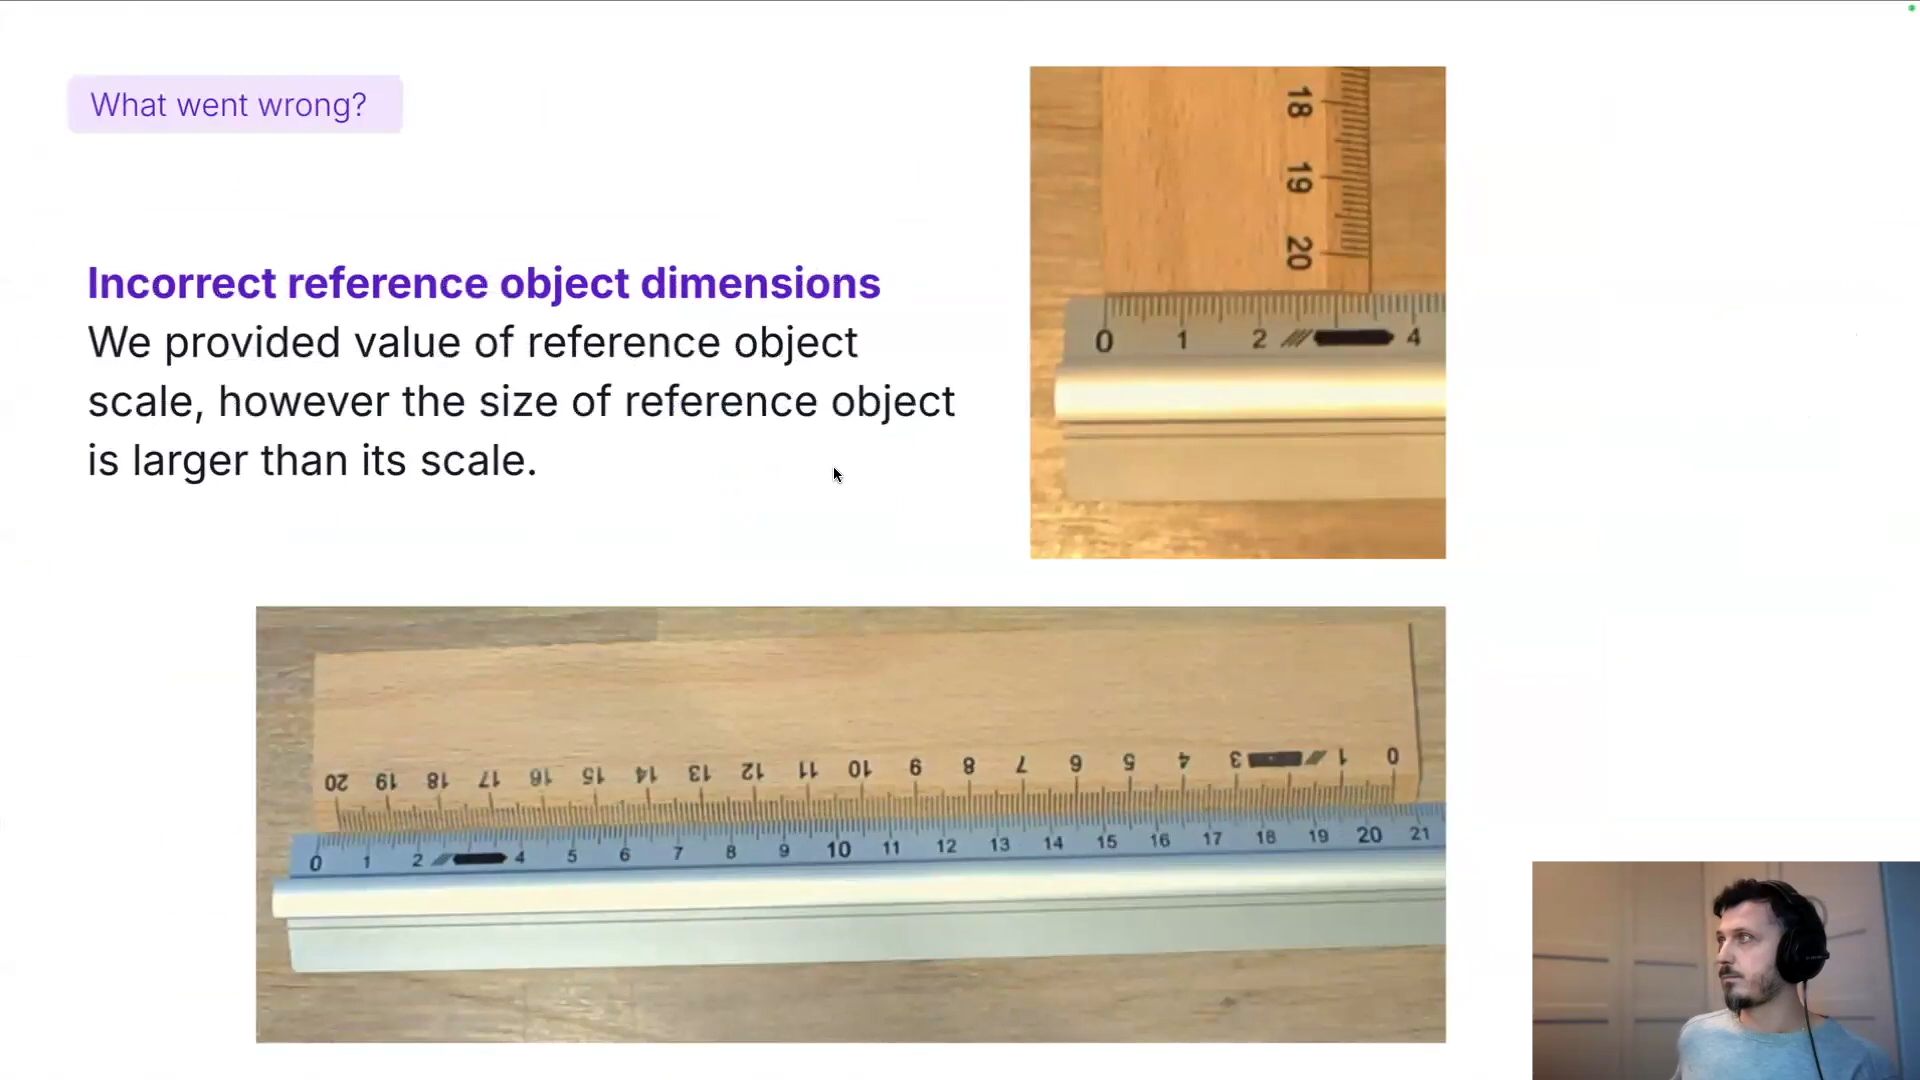 What went wrong?
Incorrect reference object dimensions
We provided value of reference object
scale, however the size of reference object
is larger than its scale.
18
19
20
0 1 2 4
20 19 18 17 16 15 14 13 12 11 10 9 8 7 6 5 4 3 1 0
0 1 2 4 5 6 7 8 9 10 11 12 13 14 15 16 17 18 19 20 21